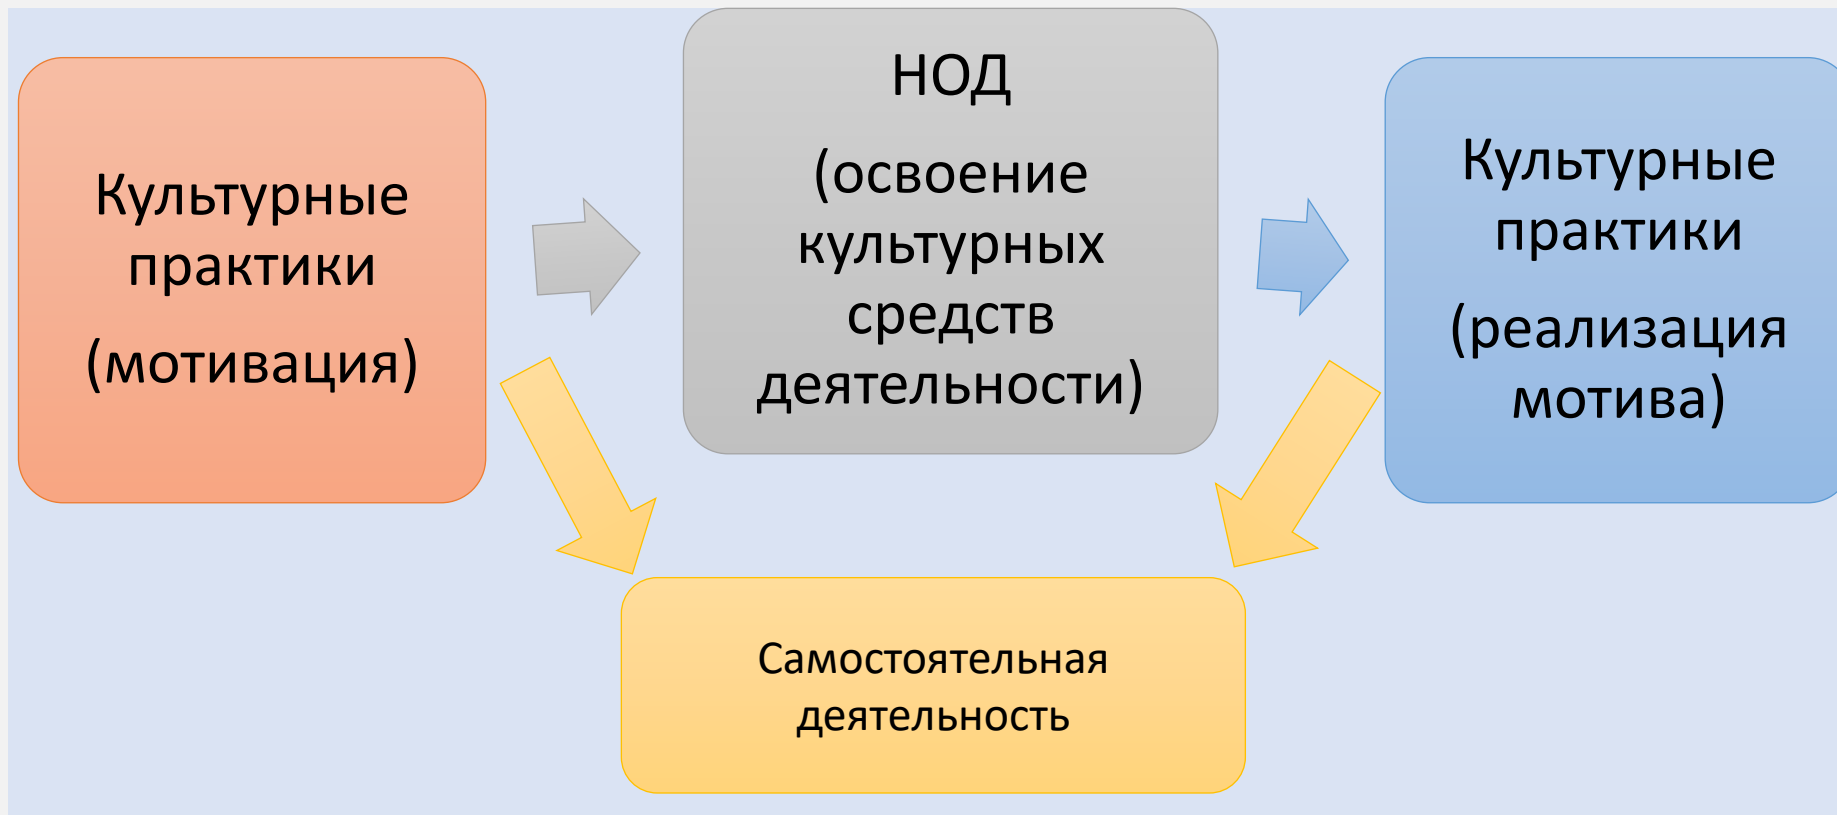 Культурные
практики
(мотивация)
НОД
(освоение
культурных
средств
деятельности)
Культурные
практики
(реализация
мотива)
Самостоятельная
деятельность